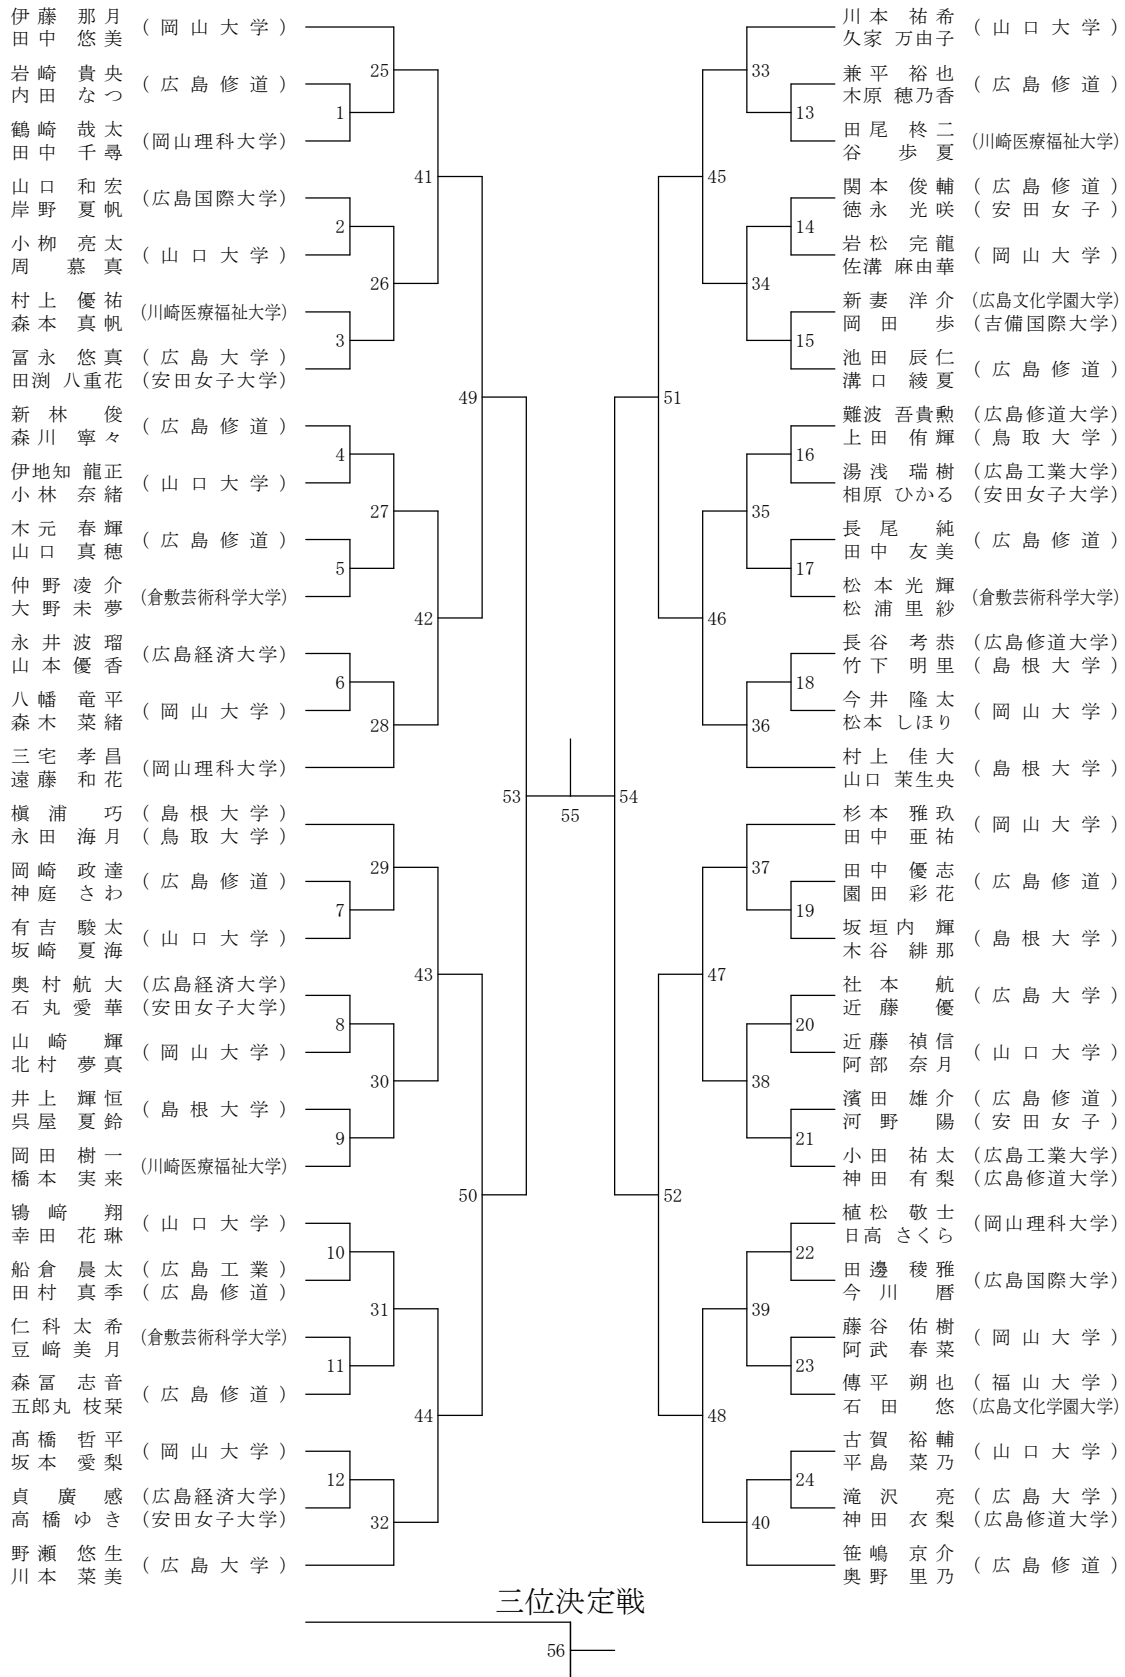 伊藤 那月 (岡山大学)
田中 悠美
岩崎 貴央 (広島修道)
内田 なつ
鶴崎 哉太 (岡山理科大学)
田中 千尋
山口 和宏 (広島国際大学)
岸野 夏帆
小栁 亮太 (山口大学)
周 慕真
村上 優祐 (川崎医療福祉大学)
森本 真帆
冨永 悠真 (広島大学)
田渕 八重花 (安田女子大学)
新林 俊 (広島修道)
森川 寧々
伊地知 龍正 (山口大学)
小林 奈緒
木元 春輝 (広島修道)
山口 真穂
仲野凌介 (倉敷芸術科学大学)
大野未夢
永井波瑠 (広島経済大学)
山本優香
八幡 竜平 (岡山大学)
森木 菜緒
三宅 孝昌 (岡山理科大学)
遠藤 和花
槇浦 巧 (島根大学)
永田 海月 (鳥取大学)
岡崎 政達 (広島修道)
神庭 さわ
有吉 駿太 (山口大学)
坂崎 夏海
奥村航大 (広島経済大学)
石丸愛華 (安田女子大学)
山崎 輝 (岡山大学)
北村 夢真
井上 輝恒 (島根大学)
呉屋 夏鈴
岡田樹一 (川崎医療福祉大学)
橋本実来
鴇﨑 翔 (山口大学)
幸田 花琳
船倉 晨太 (広島工業)
田村 真季 (広島修道)
仁科太希 (倉敷芸術科学大学)
豆﨑美月
森冨 志音 (広島修道)
五郎丸 枝栞
髙橋 哲平 (岡山大学)
坂本 愛梨
貞廣 感 (広島経済大学)
高橋ゆき (安田女子大学)
野瀬 悠生 (広島大学)
川本 菜美
1
2
3
4
5
6
7
8
9
10
11
12
25
26
27
28
29
30
31
32
41
42
43
44
49
50
53
55
54
51
52
45
46
47
48
33
34
35
36
37
38
39
40
13
14
15
16
17
18
19
20
21
22
23
24
川本 祐希 (山口大学)
久家 万由子
兼平 裕也 (広島修道)
木原 穂乃香
田尾 柊二 (川崎医療福祉大学)
谷 歩夏
関本 俊輔 (広島修道)
徳永 光咲 (安田女子)
岩松 完龍 (岡山大学)
佐溝 麻由華
新妻 洋介 (広島文化学園大学)
岡田 歩 (吉備国際大学)
池田 辰仁 (広島修道)
溝口 綾夏
難波 吾貴勲 (広島修道大学)
上田 侑輝 (鳥取大学)
湯浅 瑞樹 (広島工業大学)
相原 ひかる (安田女子大学)
長尾 純 (広島修道)
田中 友美
松本光輝 (倉敷芸術科学大学)
松浦里紗
長谷 考恭 (広島修道大学)
竹下 明里 (島根大学)
今井 隆太 (岡山大学)
松本 しほり
村上 佳大 (島根大学)
山口 茉生央
杉本 雅玖 (岡山大学)
田中 亜祐
田中 優志 (広島修道)
園田 彩花
坂垣内 輝 (島根大学)
木谷 緋那
社本 航 (広島大学)
近藤 優
近藤 禎信 (山口大学)
阿部 奈月
濱田 雄介 (広島修道)
河野 陽 (安田女子)
小田 祐太 (広島工業大学)
神田 有梨 (広島修道大学)
植松 敬士 (岡山理科大学)
日高 さくら
田邊 稜雅 (広島国際大学)
今川 暦
藤谷 佑樹 (岡山大学)
阿武 春菜
傳平 朔也 (福山大学)
石田 悠 (広島文化学園大学)
古賀 裕輔 (山口大学)
平島 菜乃
滝沢 亮 (広島大学)
神田 衣梨 (広島修道大学)
笹嶋 京介 (広島修道)
奥野 里乃
三位決定戦
56